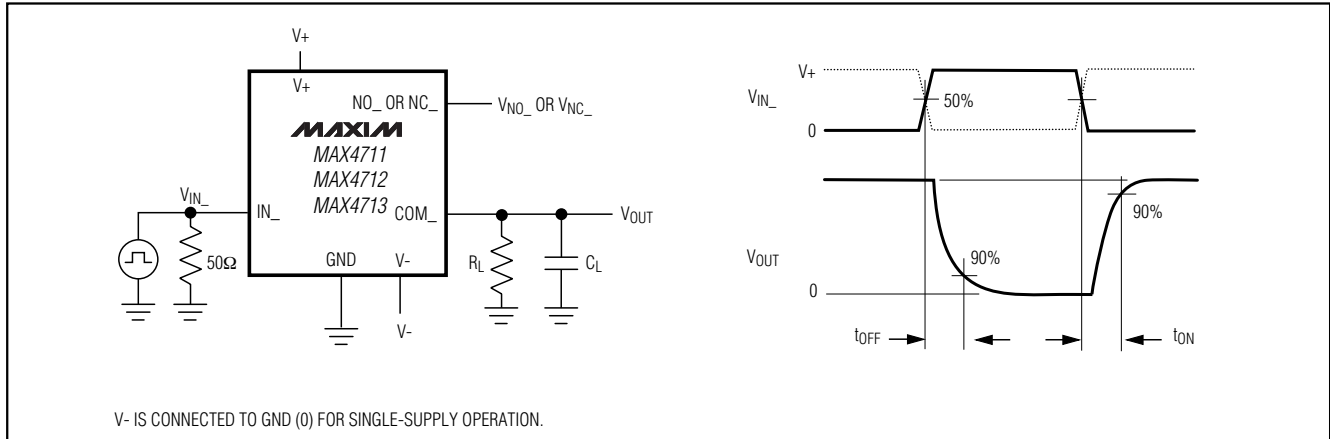 V+
V+
NO_ OR NC_
V_NO_ OR V_NC_
MAXIM
MAX4711
MAX4712
MAX4713
V_IN_
IN_
COM_
V_OUT
50Ω
GND
V-
R_L
C_L
V-
V- IS CONNECTED TO GND (0) FOR SINGLE-SUPPLY OPERATION.
V+
V_IN_
50%
0
90%
V_OUT
90%
0
t_OFF
t_ON